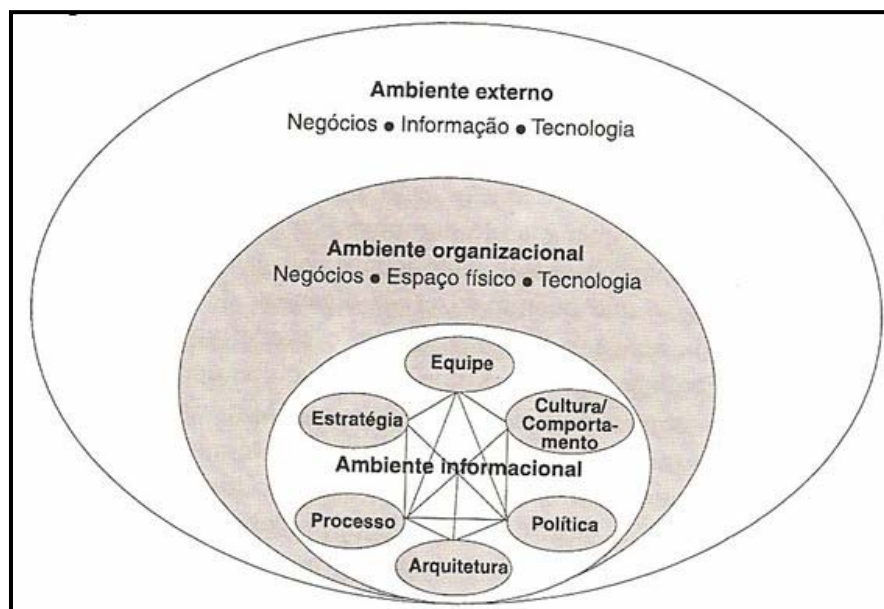 Ambiente externo
Negócios ● Informação ● Tecnologia
Ambiente organizacional
Negócios ● Espaço físico ● Tecnologia
Equipe
Estratégia
Cultura/
Comporta-
mento
Ambiente informacional
Processo
Política
Arquitetura